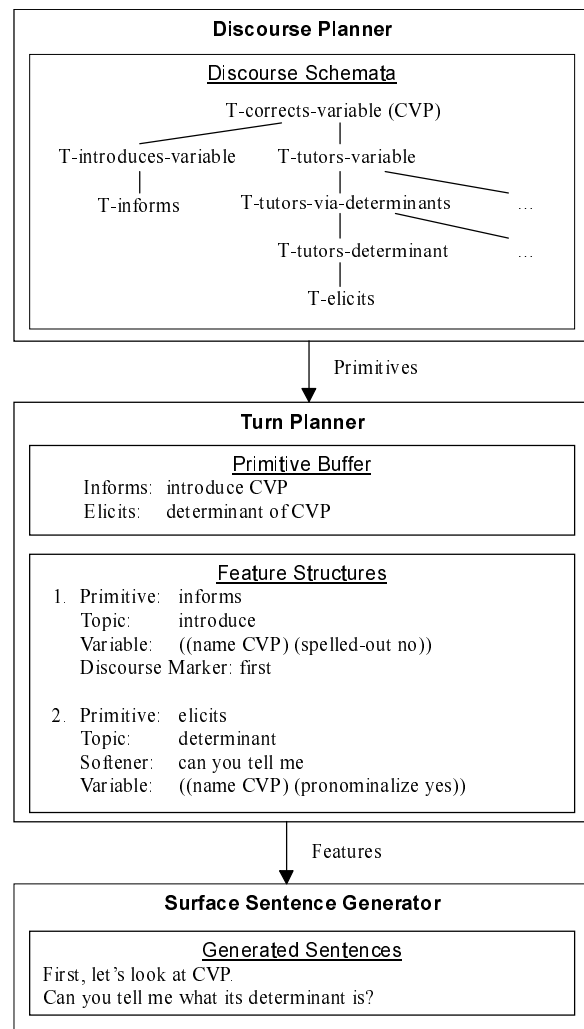 Discourse Planner
Discourse Schemata
T-corrects-variable (CVP)
T-introduces-variable T-tutors-variable
T-informs T-tutors-via-determinants ...
T-tutors-determinant ...
T-elicits
Primitives
Turn Planner
Primitive Buffer
Informs: introduce CVP
Elicits: determinant of CVP
Feature Structures
1. Primitive: informs
Topic: introduce
Variable: ((name CVP) (spelled-out no))
Discourse Marker: first
2. Primitive: elicits
Topic: determinant
Softener: can you tell me
Variable: ((name CVP) (pronominalize yes))
Features
Surface Sentence Generator
Generated Sentences
First, let's look at CVP.
Can you tell me what its determinant is?